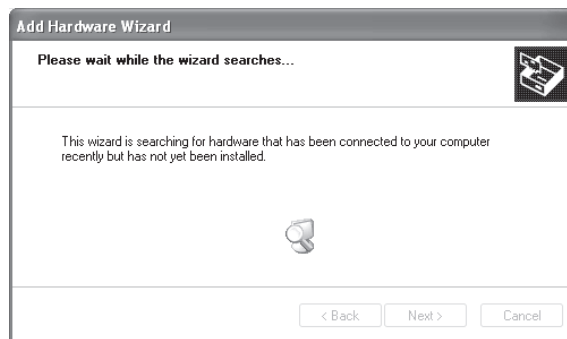 Add Hardware Wizard
Please wait while the wizard searches...
This wizard is searching for hardware that has been connected to your computer
recently but has not yet been installed.
< Back Next > Cancel